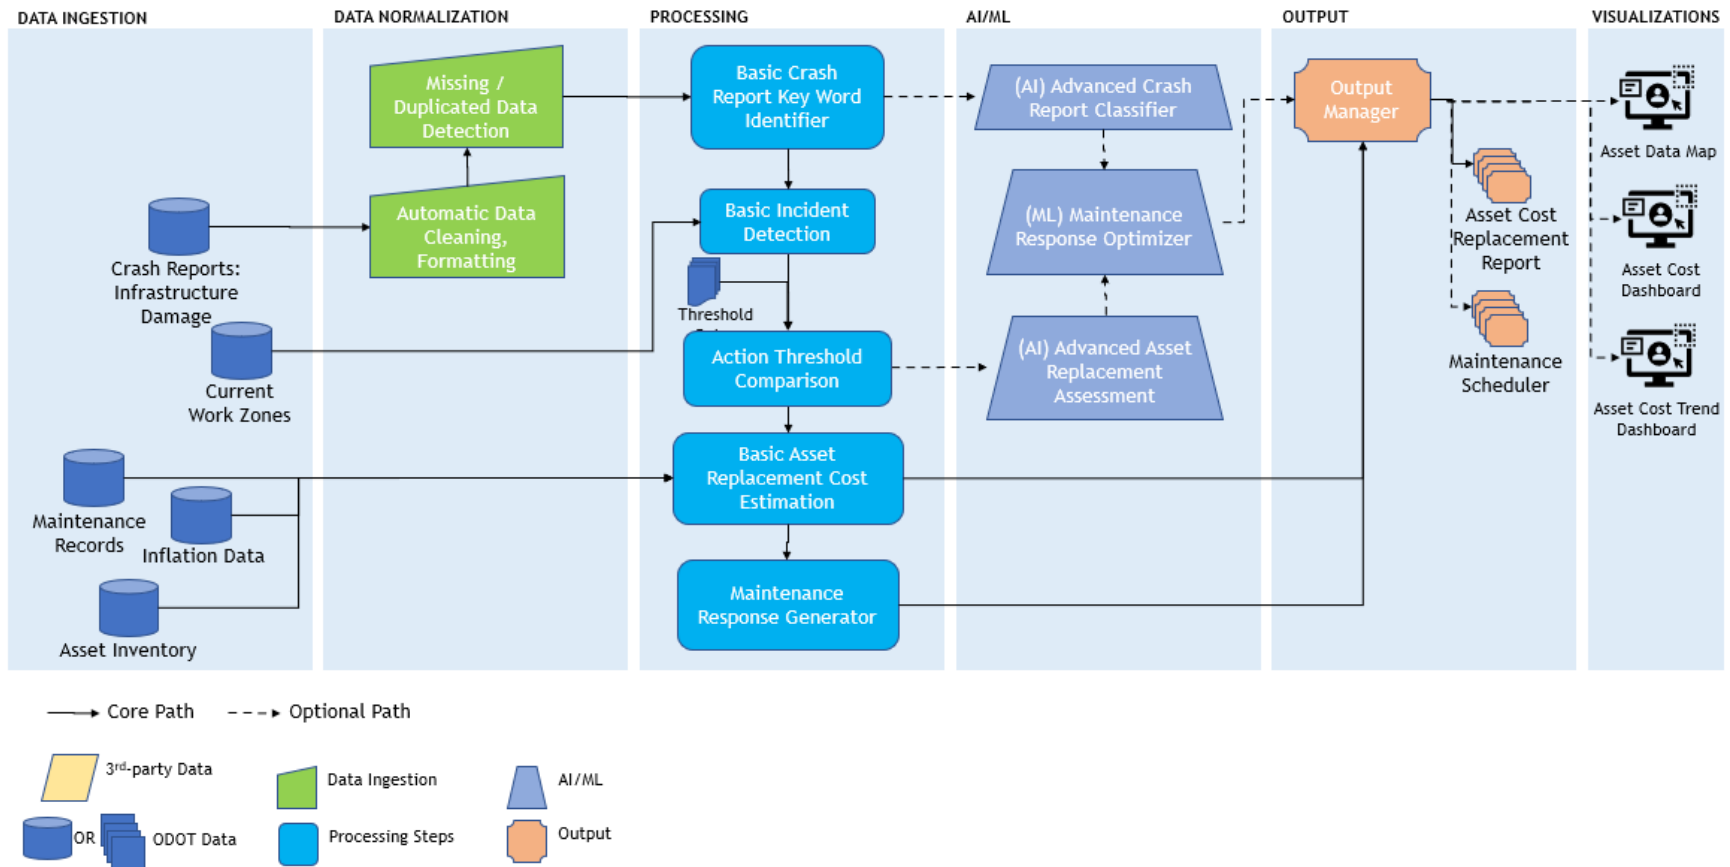 DATA INGESTION
DATA NORMALIZATION
PROCESSING
AI/ML
OUTPUT
VISUALIZATIONS
Crash Reports:
Infrastructure
Damage
Current
Work Zones
Maintenance
Records
Inflation Data
Asset Inventory
Missing /
Duplicated Data
Detection
Automatic Data
Cleaning,
Formatting
Basic Crash
Report Key Word
Identifier
Basic Incident
Detection
Threshold
Action Threshold
Comparison
Basic Asset
Replacement Cost
Estimation
Maintenance
Response Generator
(AI) Advanced Crash
Report Classifier
(ML) Maintenance
Response Optimizer
(AI) Advanced Asset
Replacement
Assessment
Output
Manager
Asset Cost
Replacement
Report
Maintenance
Scheduler
Asset Data Map
Asset Cost
Dashboard
Asset Cost Trend
Dashboard
Core Path
Optional Path
3rd-party Data
Data Ingestion
AI/ML
OR
ODOT Data
Processing Steps
Output